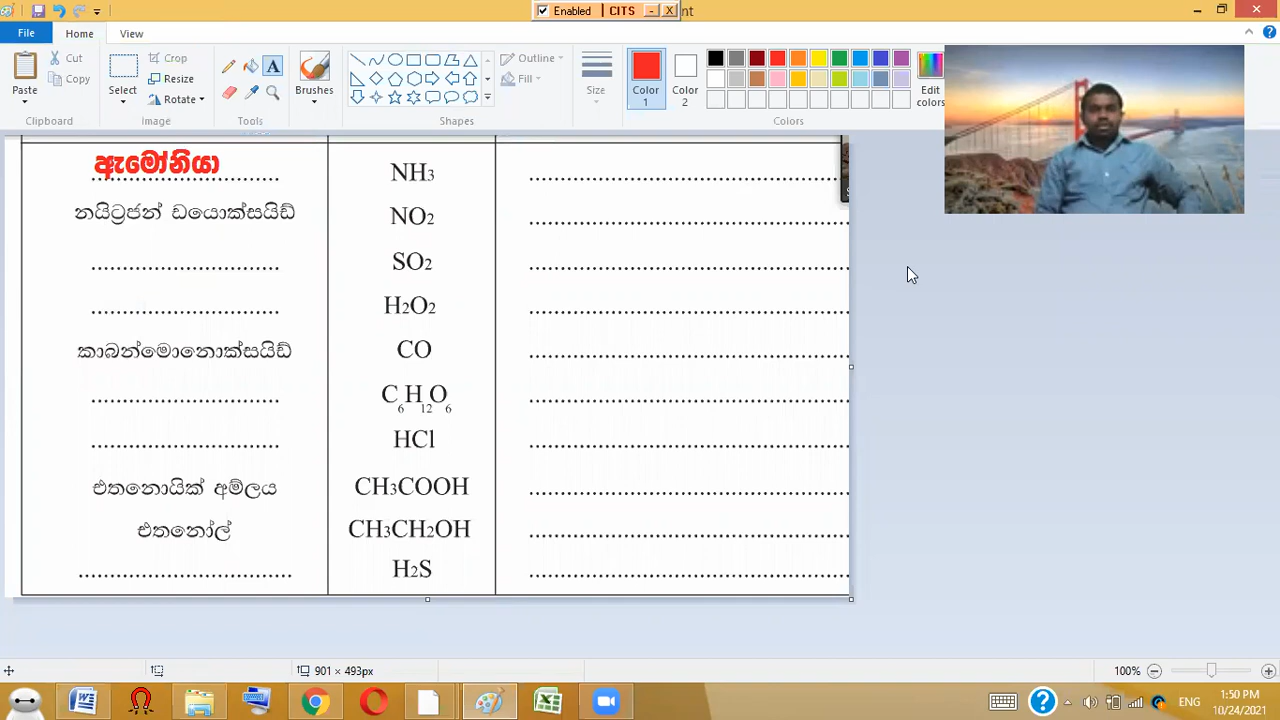 Enabled | CITS nt
File Home View
Paste
Cut
Copy
Clipboard
Select
Crop
Resize
Rotate
Image
Tools
Brushes
Shapes
Outline
Fill
Size
Color 1
Color 2
Edit colors
Colors
ඇමෝනියා NH3
නයිට්‍රජන් ඩයොක්සයිඩ් NO2
SO2
H2O2
කාබන්මොනොක්සයිඩ් CO
C6H12O6
HCl
එතනොයික් අම්ලය CH3COOH
එතනෝල් CH3CH2OH
H2S
901 × 493px 100%
ENG 1:50 PM
10/24/2021